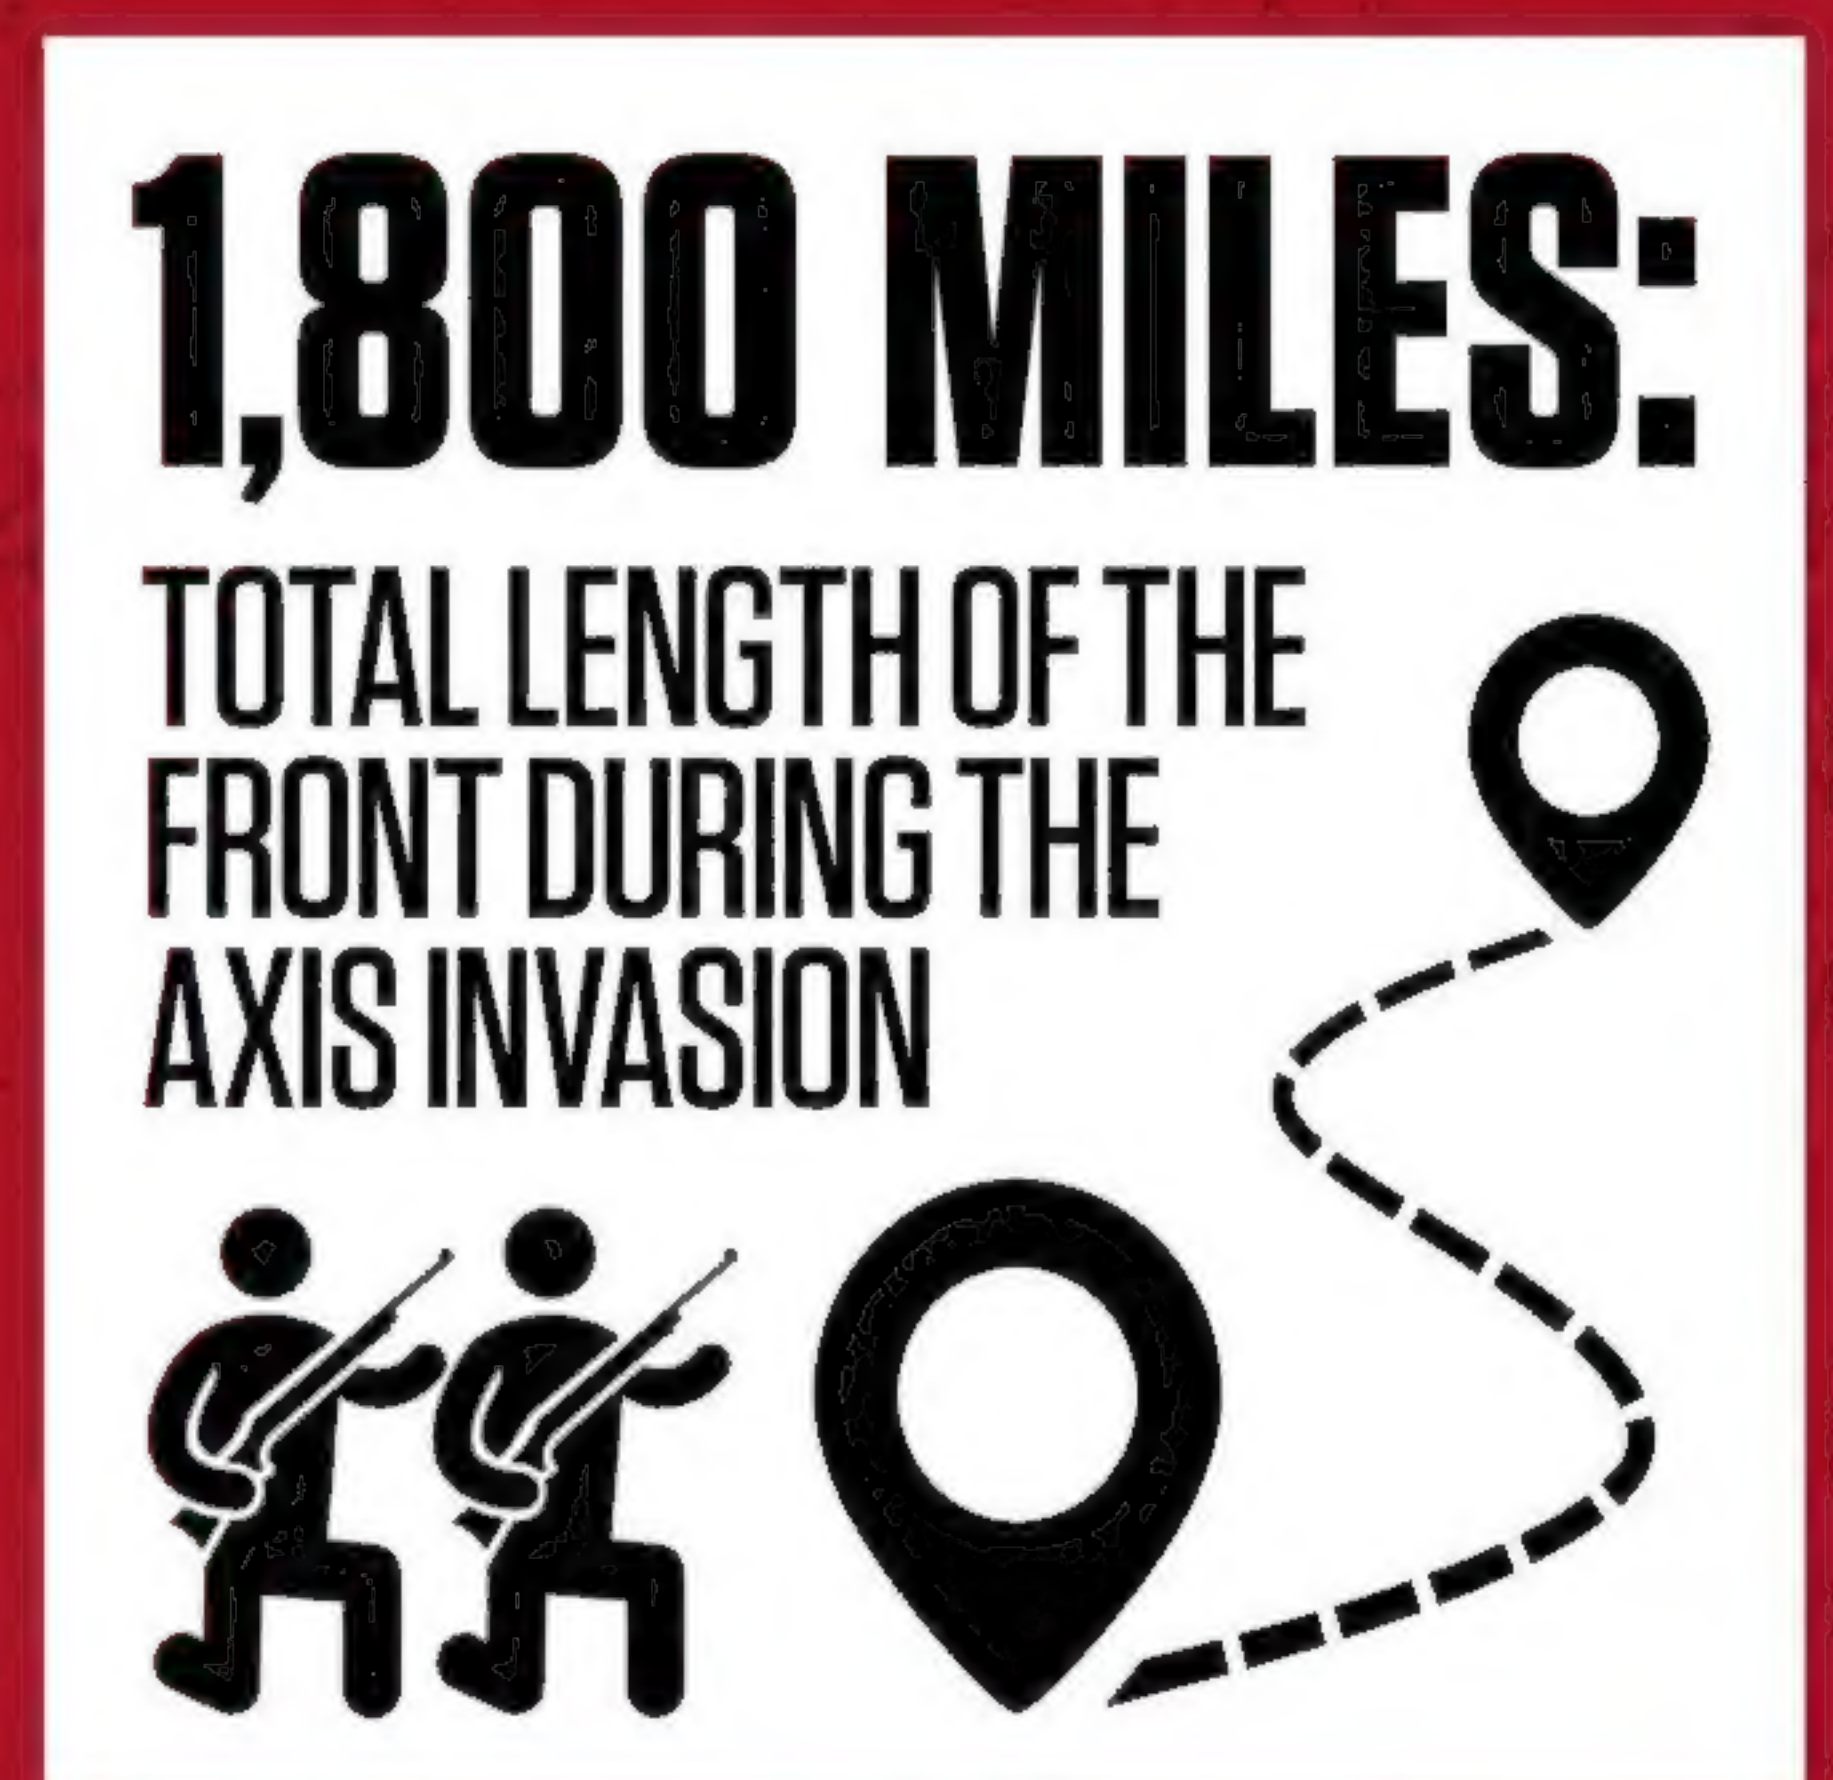 1,800 MILES:
TOTAL LENGTH OF THE
FRONT DURING THE
AXIS INVASION